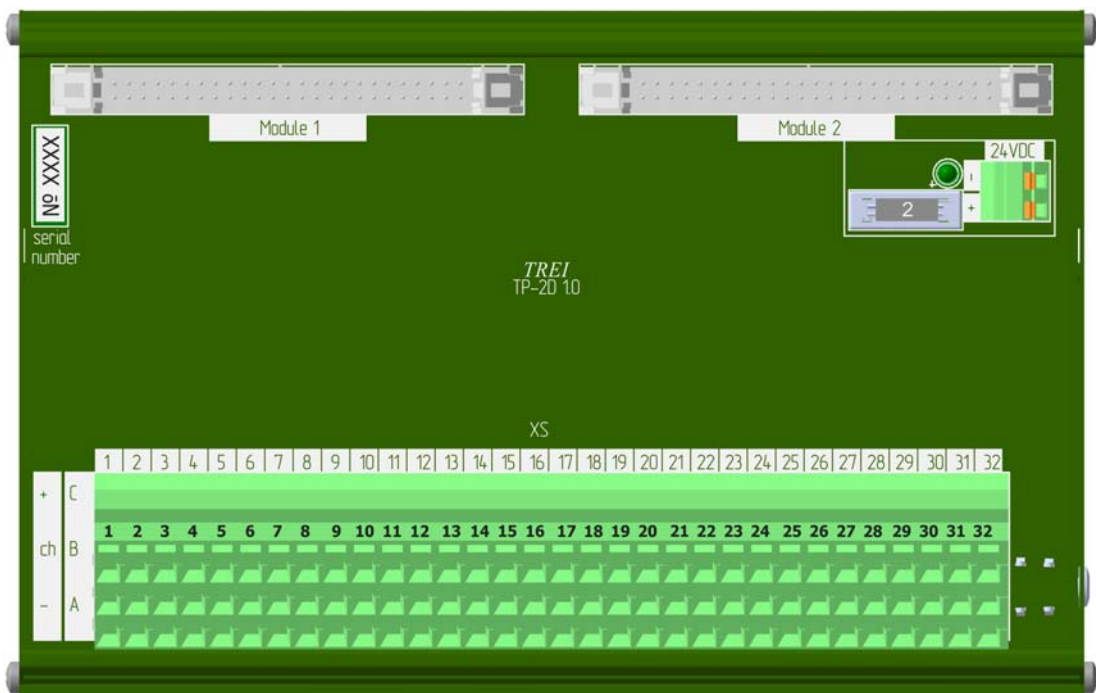 Module 1
Module 2
24VDC
-
+
2
№ XXXX
serial
number
TREI
TP-2D 1.0
XS
1 2 3 4 5 6 7 8 9 10 11 12 13 14 15 16 17 18 19 20 21 22 23 24 25 26 27 28 29 30 31 32
+ C
1 2 3 4 5 6 7 8 9 10 11 12 13 14 15 16 17 18 19 20 21 22 23 24 25 26 27 28 29 30 31 32
ch B
- A